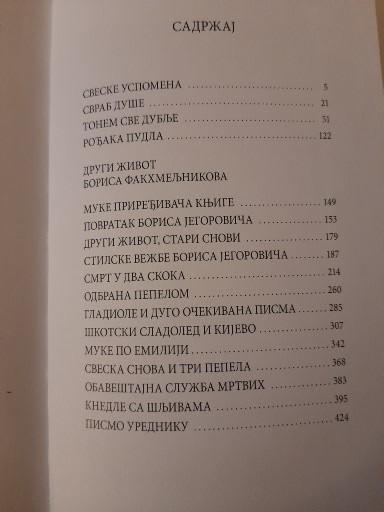 САДРЖАЈ
СВЕСКЕ УСПОМЕНА 5
СВРАБ ДУШЕ 21
ТОНЕМ СВЕ ДУБЉЕ 51
РОЂАКА ПУДЛА 122
ДРУГИ ЖИВОТ
БОРИСА ФАКХМЕЉНИКОВА
МУКЕ ПРИРЕЂИВАЧА КЊИГЕ 149
ПОВРАТАК БОРИСА ЈЕГОРОВИЧА 153
ДРУГИ ЖИВОТ, СТАРИ СНОВИ 179
СТИЛСКЕ ВЕЖБЕ БОРИСА ЈЕГОРОВИЧА 187
СМРТ У ДВА СКОКА 214
ОДБРАНА ПЕПЕЛОМ 260
ГЛАДИОЛЕ И ДУГО ОЧЕКИВАНА ПИСМА 285
ШКОТСКИ СЛАДОЛЕД И КИЈЕВО 307
МУКЕ ПО ЕМИЛИЈИ 342
СВЕСКА СНОВА И ТРИ ПЕПЕЛА 368
ОБАВЕШТАЈНА СЛУЖБА МРТВИХ 383
КНЕДЛЕ СА ШЉИВАМА 395
ПИСМО УРЕДНИКУ 424